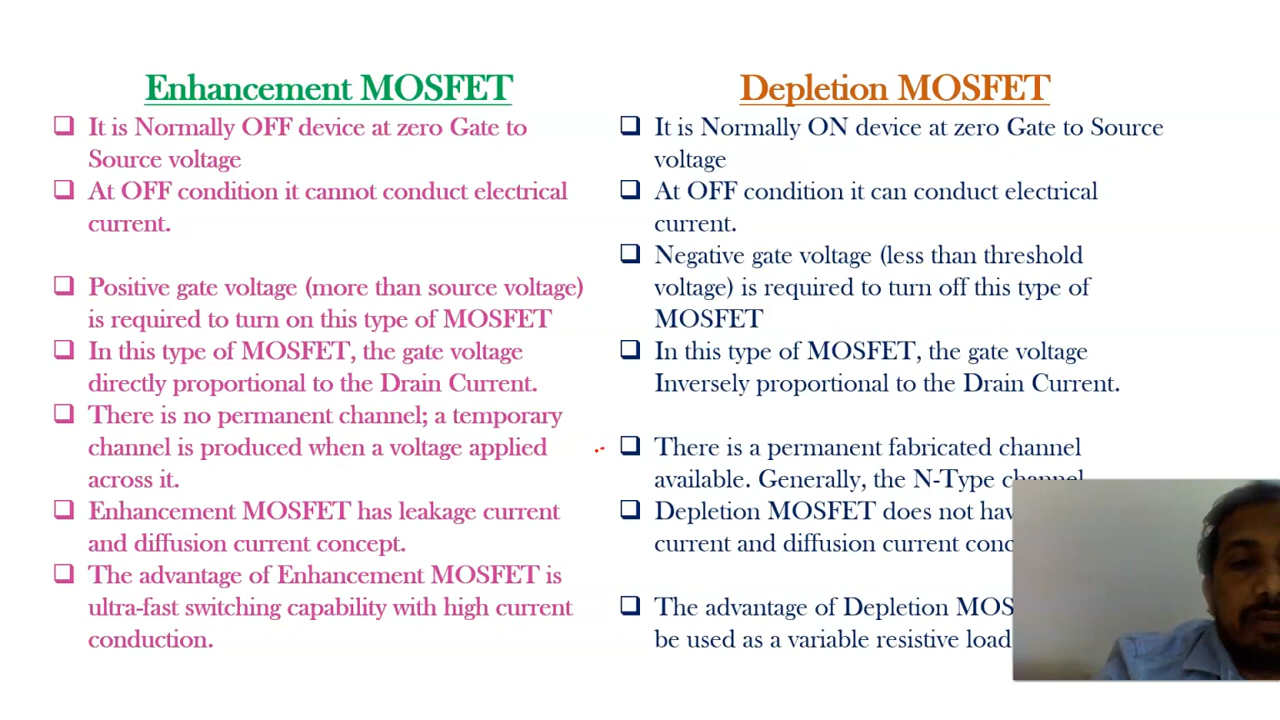 Enhancement MOSFET
It is Normally OFF device at zero Gate to
Source voltage
At OFF condition it cannot conduct electrical
current.
Positive gate voltage (more than source voltage)
is required to turn on this type of MOSFET
In this type of MOSFET, the gate voltage
directly proportional to the Drain Current.
There is no permanent channel; a temporary
channel is produced when a voltage applied
across it.
Enhancement MOSFET has leakage current
and diffusion current concept.
The advantage of Enhancement MOSFET is
ultra-fast switching capability with high current
conduction.
Depletion MOSFET
It is Normally ON device at zero Gate to Source
voltage
At OFF condition it can conduct electrical
current.
Negative gate voltage (less than threshold
voltage) is required to turn off this type of
MOSFET
In this type of MOSFET, the gate voltage
Inversely proportional to the Drain Current.
There is a permanent fabricated channel
available. Generally, the N-Type channel
Depletion MOSFET does not
current and diffusion current
The advantage of Depletion
be used as a variable resistive load